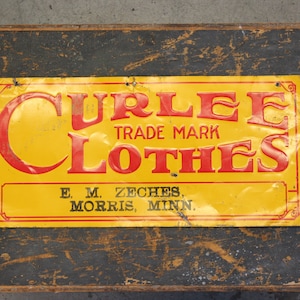 CURLEE
TRADE MARK
CLOTHES
E. M. ZECHES,
MORRIS, MINN.